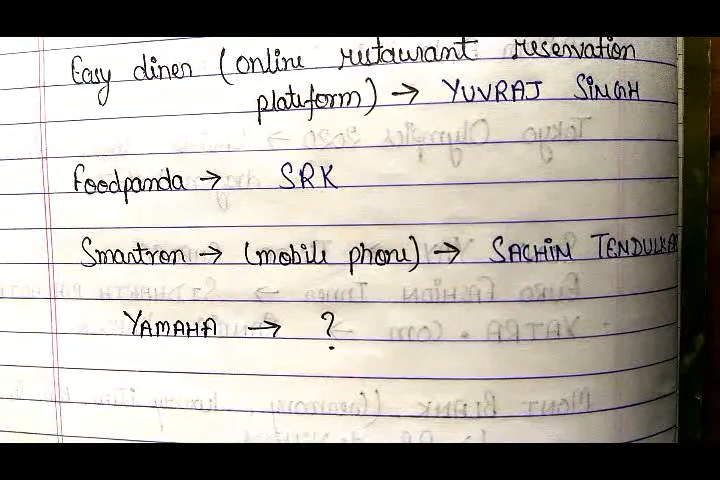 Easy diner (online restaurant reservation
platform) → YUVRAJ SINGH
Foodpanda → SRK
Smartron → (mobile phone) → SACHIN TENDULKAR
YAMAHA → ?